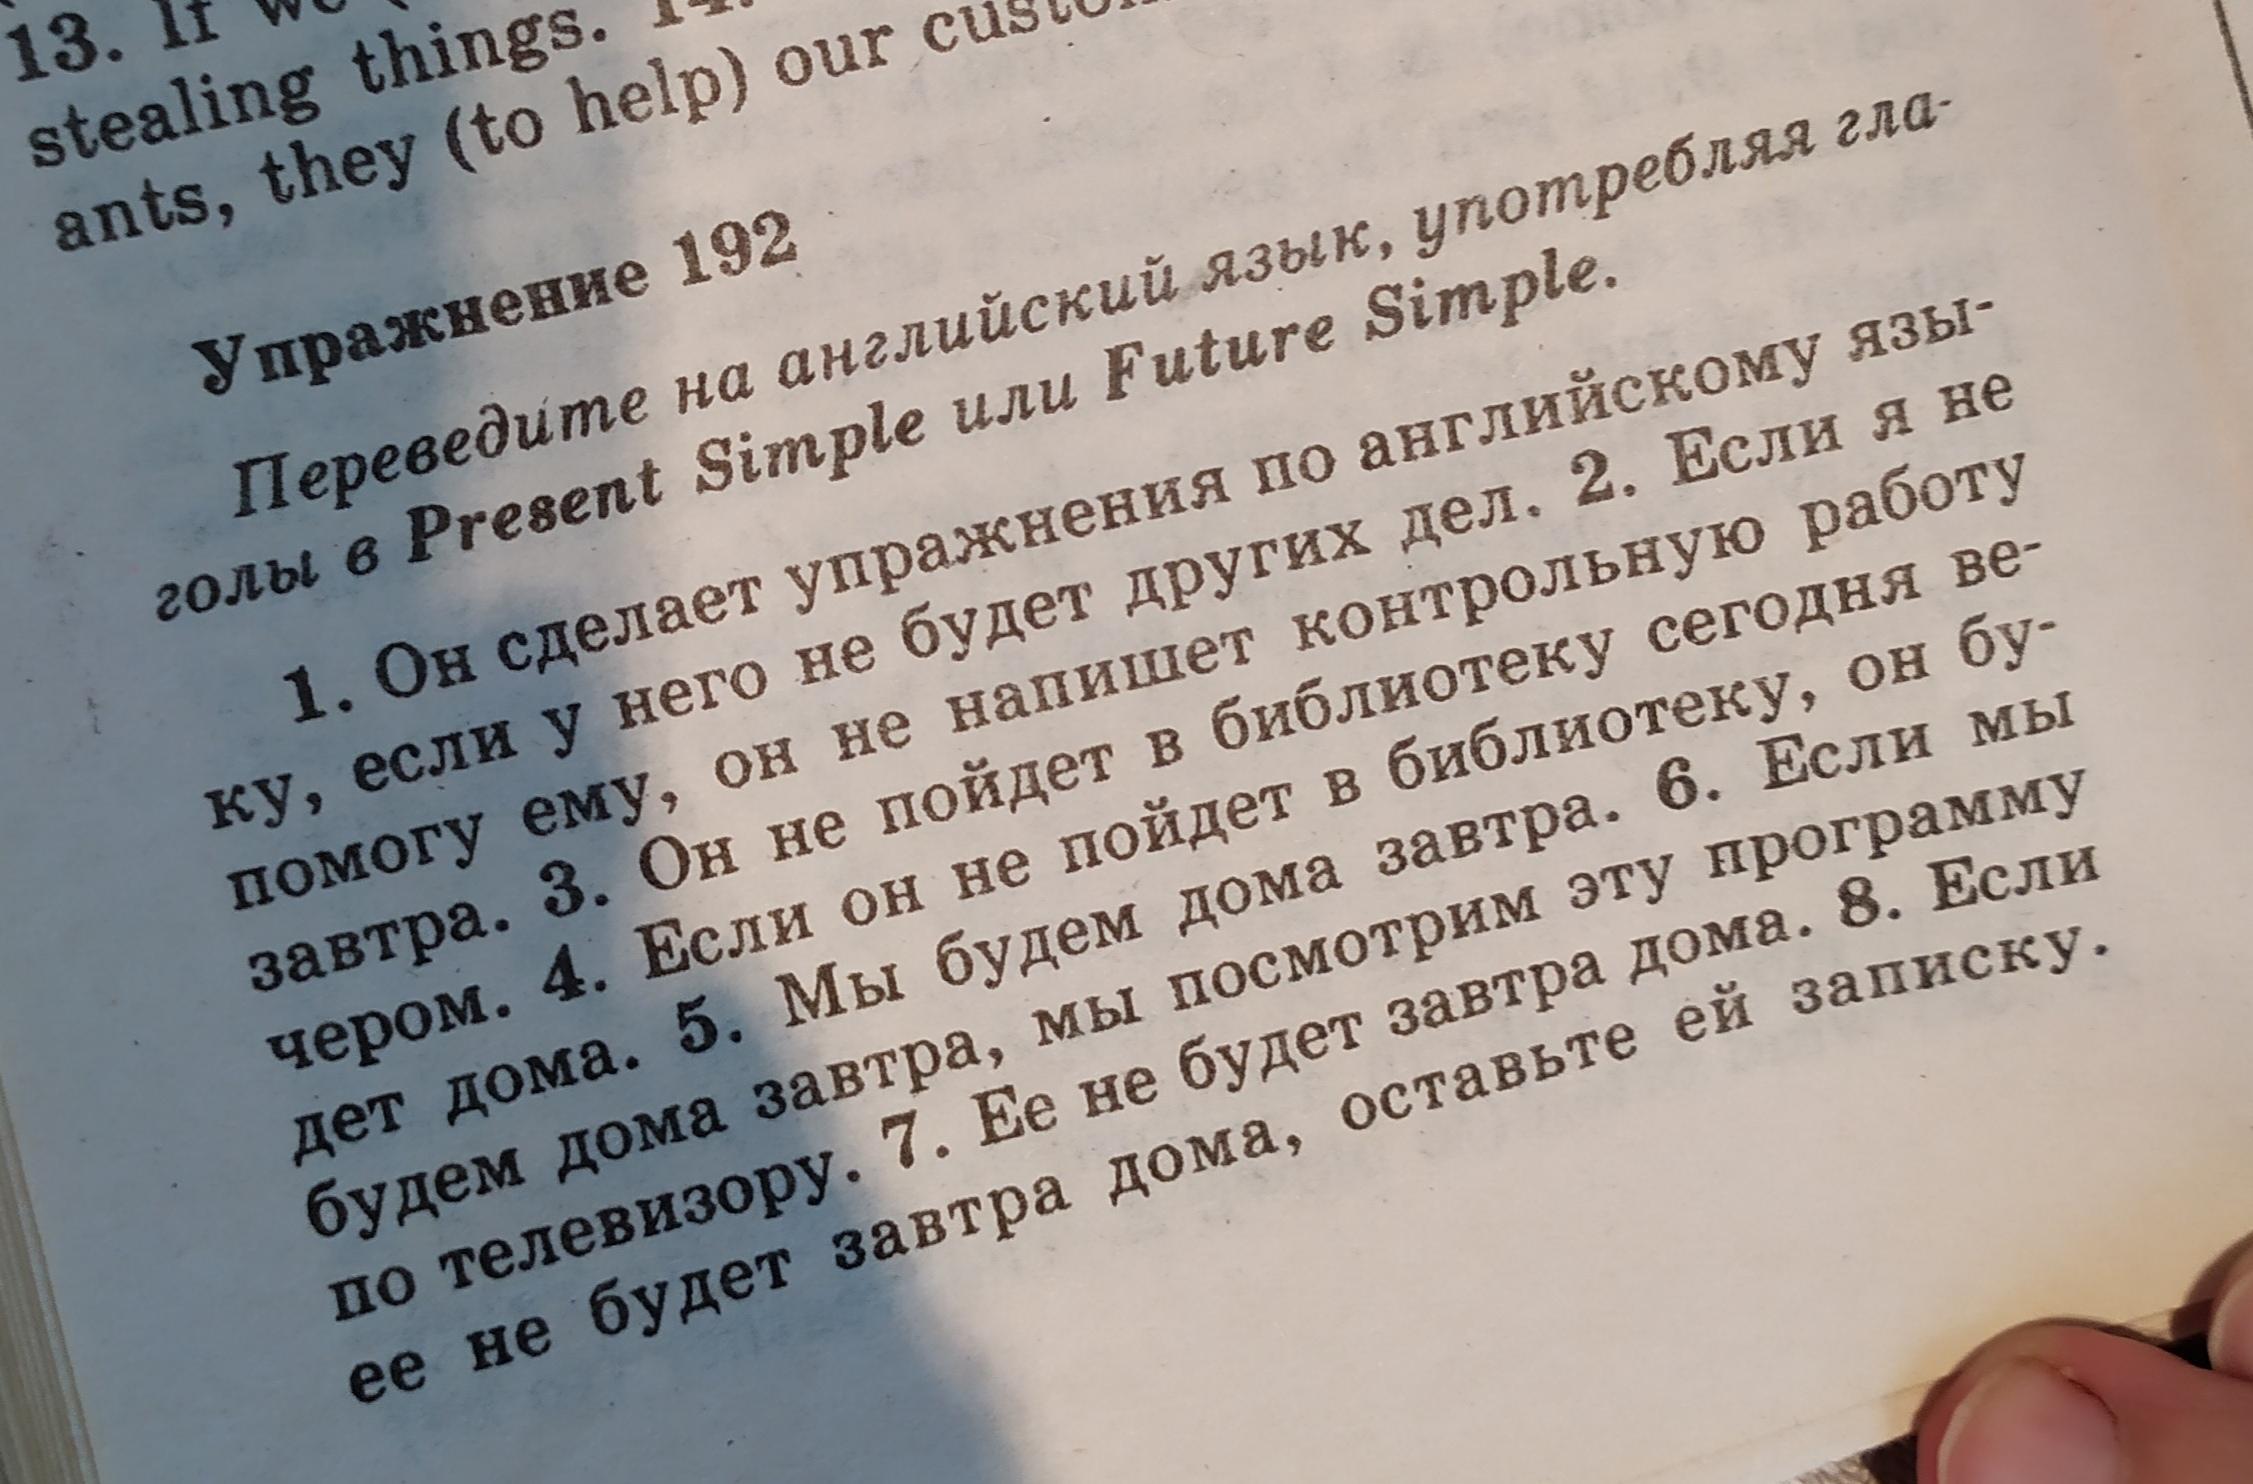 13. If we (
stealing things. 14.
ants, they (to help) our
Упражнение 192
Переведите на английский язык, употребляя гла-
голы в Present Simple или Future Simple.
1. Он сделает упражнения по английскому язы-
ку, если у него не будет других дел. 2. Если я не
помогу ему, он не напишет контрольную работу
завтра. 3. Он не пойдет в библиотеку сегодня ве-
чером. 4. Если он не пойдет в библиотеку, он бу-
дет дома. 5. Мы будем дома завтра. 6. Если мы
будем дома завтра, мы посмотрим эту программу
по телевизору. 7. Ее не будет завтра дома. 8. Если
ее не будет завтра дома, оставьте ей записку.